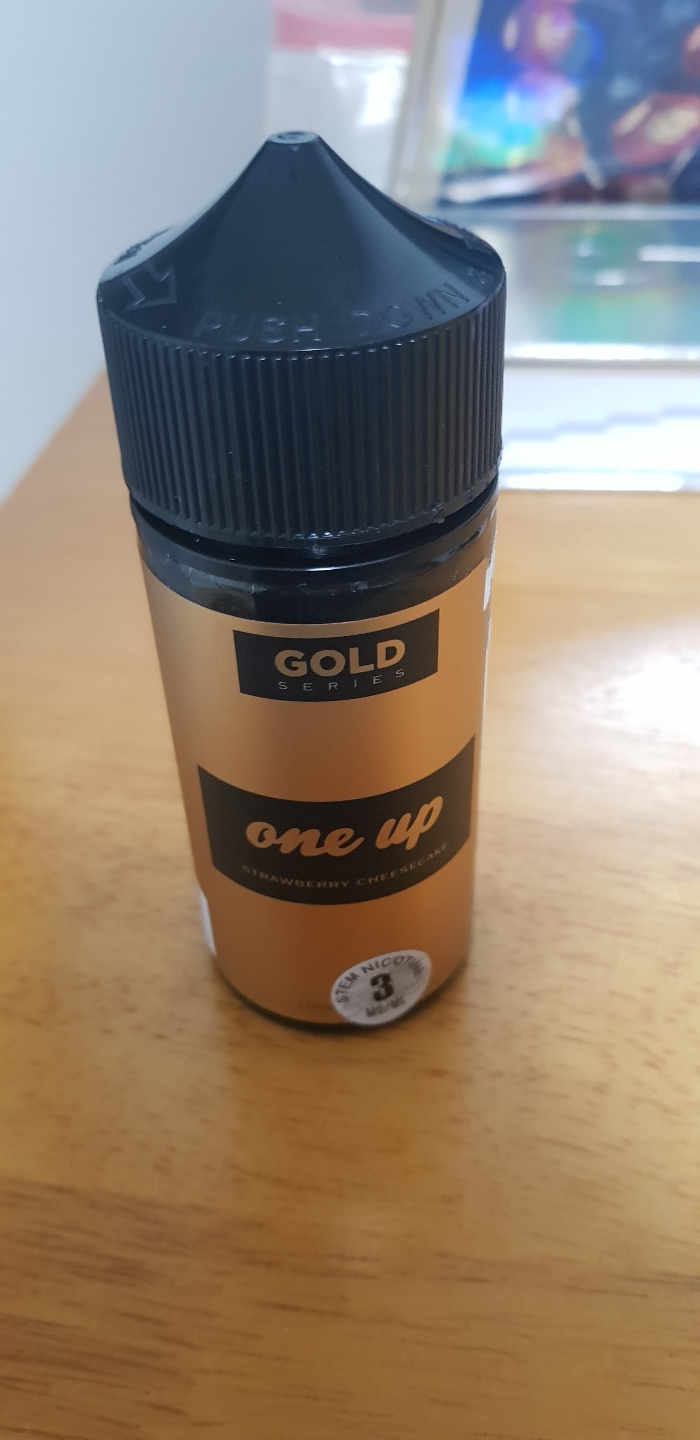 PUSH DOWN &
GOLD
SERIES
one up
STRAWBERRY CHEESECAKE
STEM NICOTINE
3
MG/ML